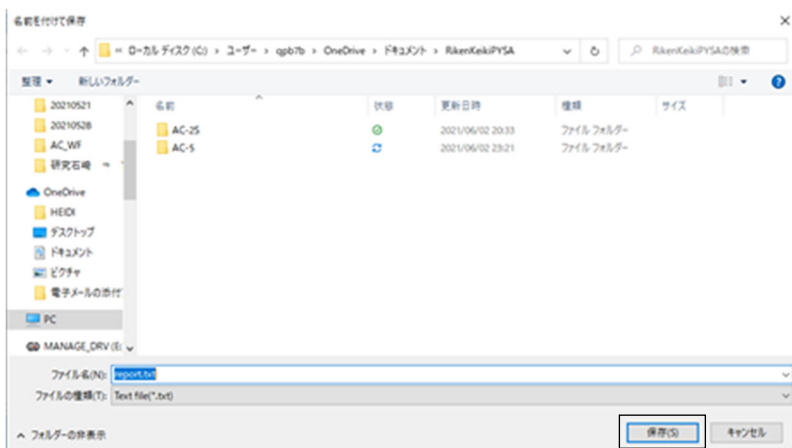 名前を付けて保存
« ローカル ディスク (C:) › ユーザー › qpb7b › OneDrive › ドキュメント › RikenKeikiPYSA
RikenKeikiPYSAの検索
整理 新しいフォルダー
名前 状態 更新日時 種類 サイズ
20210521
20210528
AC_WF
研究石崎
OneDrive
HEIDI
デスクトップ
ドキュメント
ピクチャ
電子メールの添付
PC
MANAGE_DRV (E:
AC-2S 2021/06/02 20:33 ファイル フォルダー
AC-5 2021/06/02 23:21 ファイル フォルダー
ファイル名(N): report.txt
ファイルの種類(T): Text file(*.txt)
フォルダーの非表示
保存(S) キャンセル